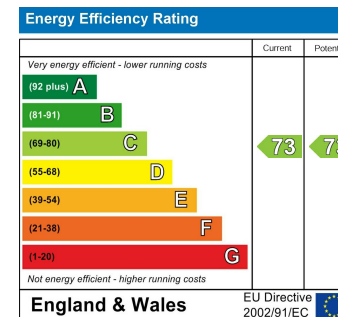 Energy Efficiency Rating
Current
Very energy efficient - lower running costs
(92 plus) A
(81-91) B
(69-80) C 73
(55-68) D
(39-54) E
(21-38) F
(1-20) G
Not energy efficient - higher running costs
England & Wales
EU Directive
2002/91/EC